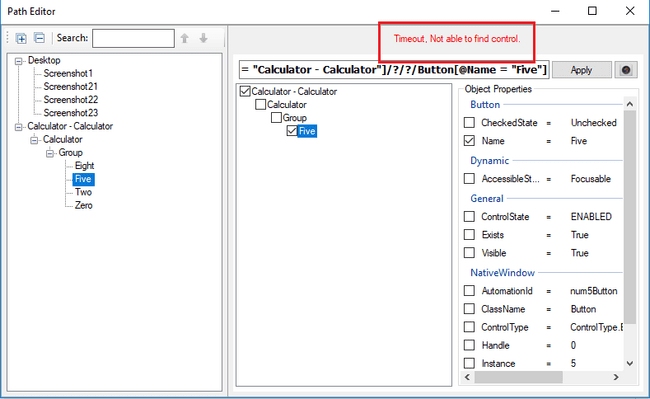 Path Editor
Search:
Timeout, Not able to find control.
= "Calculator - Calculator"]/?/?/Button[@Name = "Five"]
Apply
Desktop
Screenshot1
Screenshot21
Screenshot22
Screenshot23
Calculator - Calculator
Calculator
Group
Eight
Five
Two
Zero
Calculator - Calculator
Calculator
Group
Five
Object Properties
Button
CheckedState = Unchecked
Name = Five
Dynamic
AccessibleSt... = Focusable
General
ControlState = ENABLED
Exists = True
Visible = True
NativeWindow
AutomationId = num5Button
ClassName = Button
ControlType = ControlType.E
Handle = 0
Instance = 5